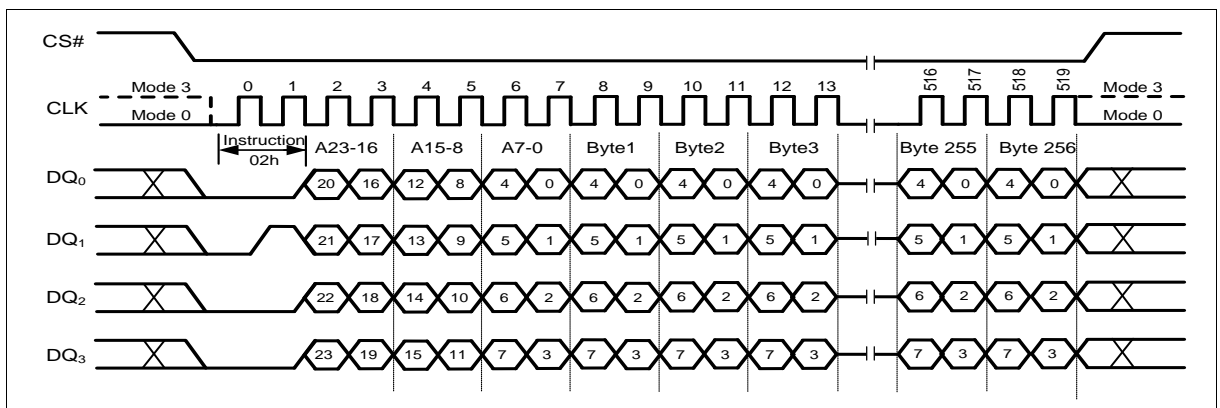 CS#
Mode 3 0 1 2 3 4 5 6 7 8 9 10 11 12 13 516 517 518 519 Mode 3
CLK
Mode 0 Mode 0
Instruction A23-16 A15-8 A7-0 Byte1 Byte2 Byte3 Byte 255 Byte 256
02h
DQ0 20 16 12 8 4 0 4 0 4 0 4 0 4 0 4 0
DQ1 21 17 13 9 5 1 5 1 5 1 5 1 5 1 5 1
DQ2 22 18 14 10 6 2 6 2 6 2 6 2 6 2 6 2
DQ3 23 19 15 11 7 3 7 3 7 3 7 3 7 3 7 3